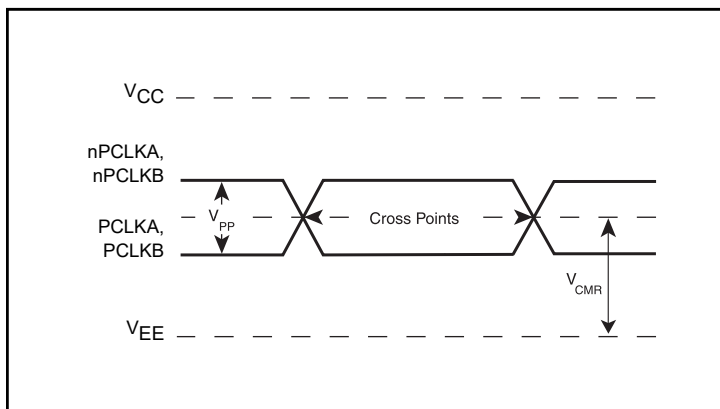 VCC
nPCLKA,
nPCLKB
VPP
Cross Points
PCLKA,
PCLKB
VCMR
VEE